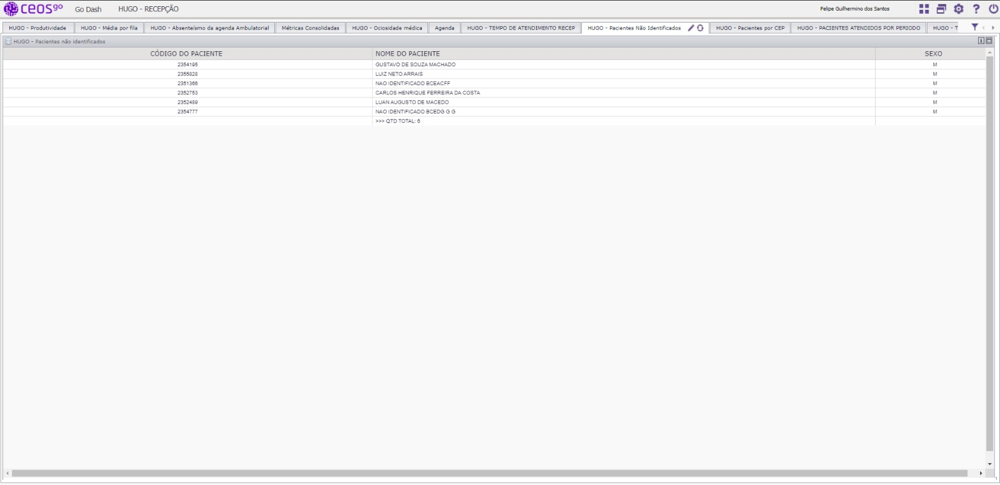 ceos go Go Dash HUGO - RECEPÇÃO Felipe Guilhermino dos Santos
HUGO - Produtividade HUGO - Média por fila HUGO - Absenteísmo da agenda Ambulatorial Métricas Consolidadas HUGO - Ociosidade médica Agenda HUGO - TEMPO DE ATENDIMENTO RECEP HUGO - Pacientes Não Identificados HUGO - Pacientes por CEP HUGO - PACIENTES ATENDIDOS POR PERIODO HUGO - T
HUGO - Pacientes não identificados
CÓDIGO DO PACIENTE NOME DO PACIENTE SEXO
2354195 GUSTAVO DE SOUZA MACHADO M
2355828 LUIZ NETO ARRAIS M
2351366 NAO IDENTIFICADO BCEACFF M
2352753 CARLOS HENRIQUE FERREIRA DA COSTA M
2352489 LUAN AUGUSTO DE MACEDO M
2354777 NAO IDENTIFICADO BCEDG G G M
>>> QTD TOTAL: 6